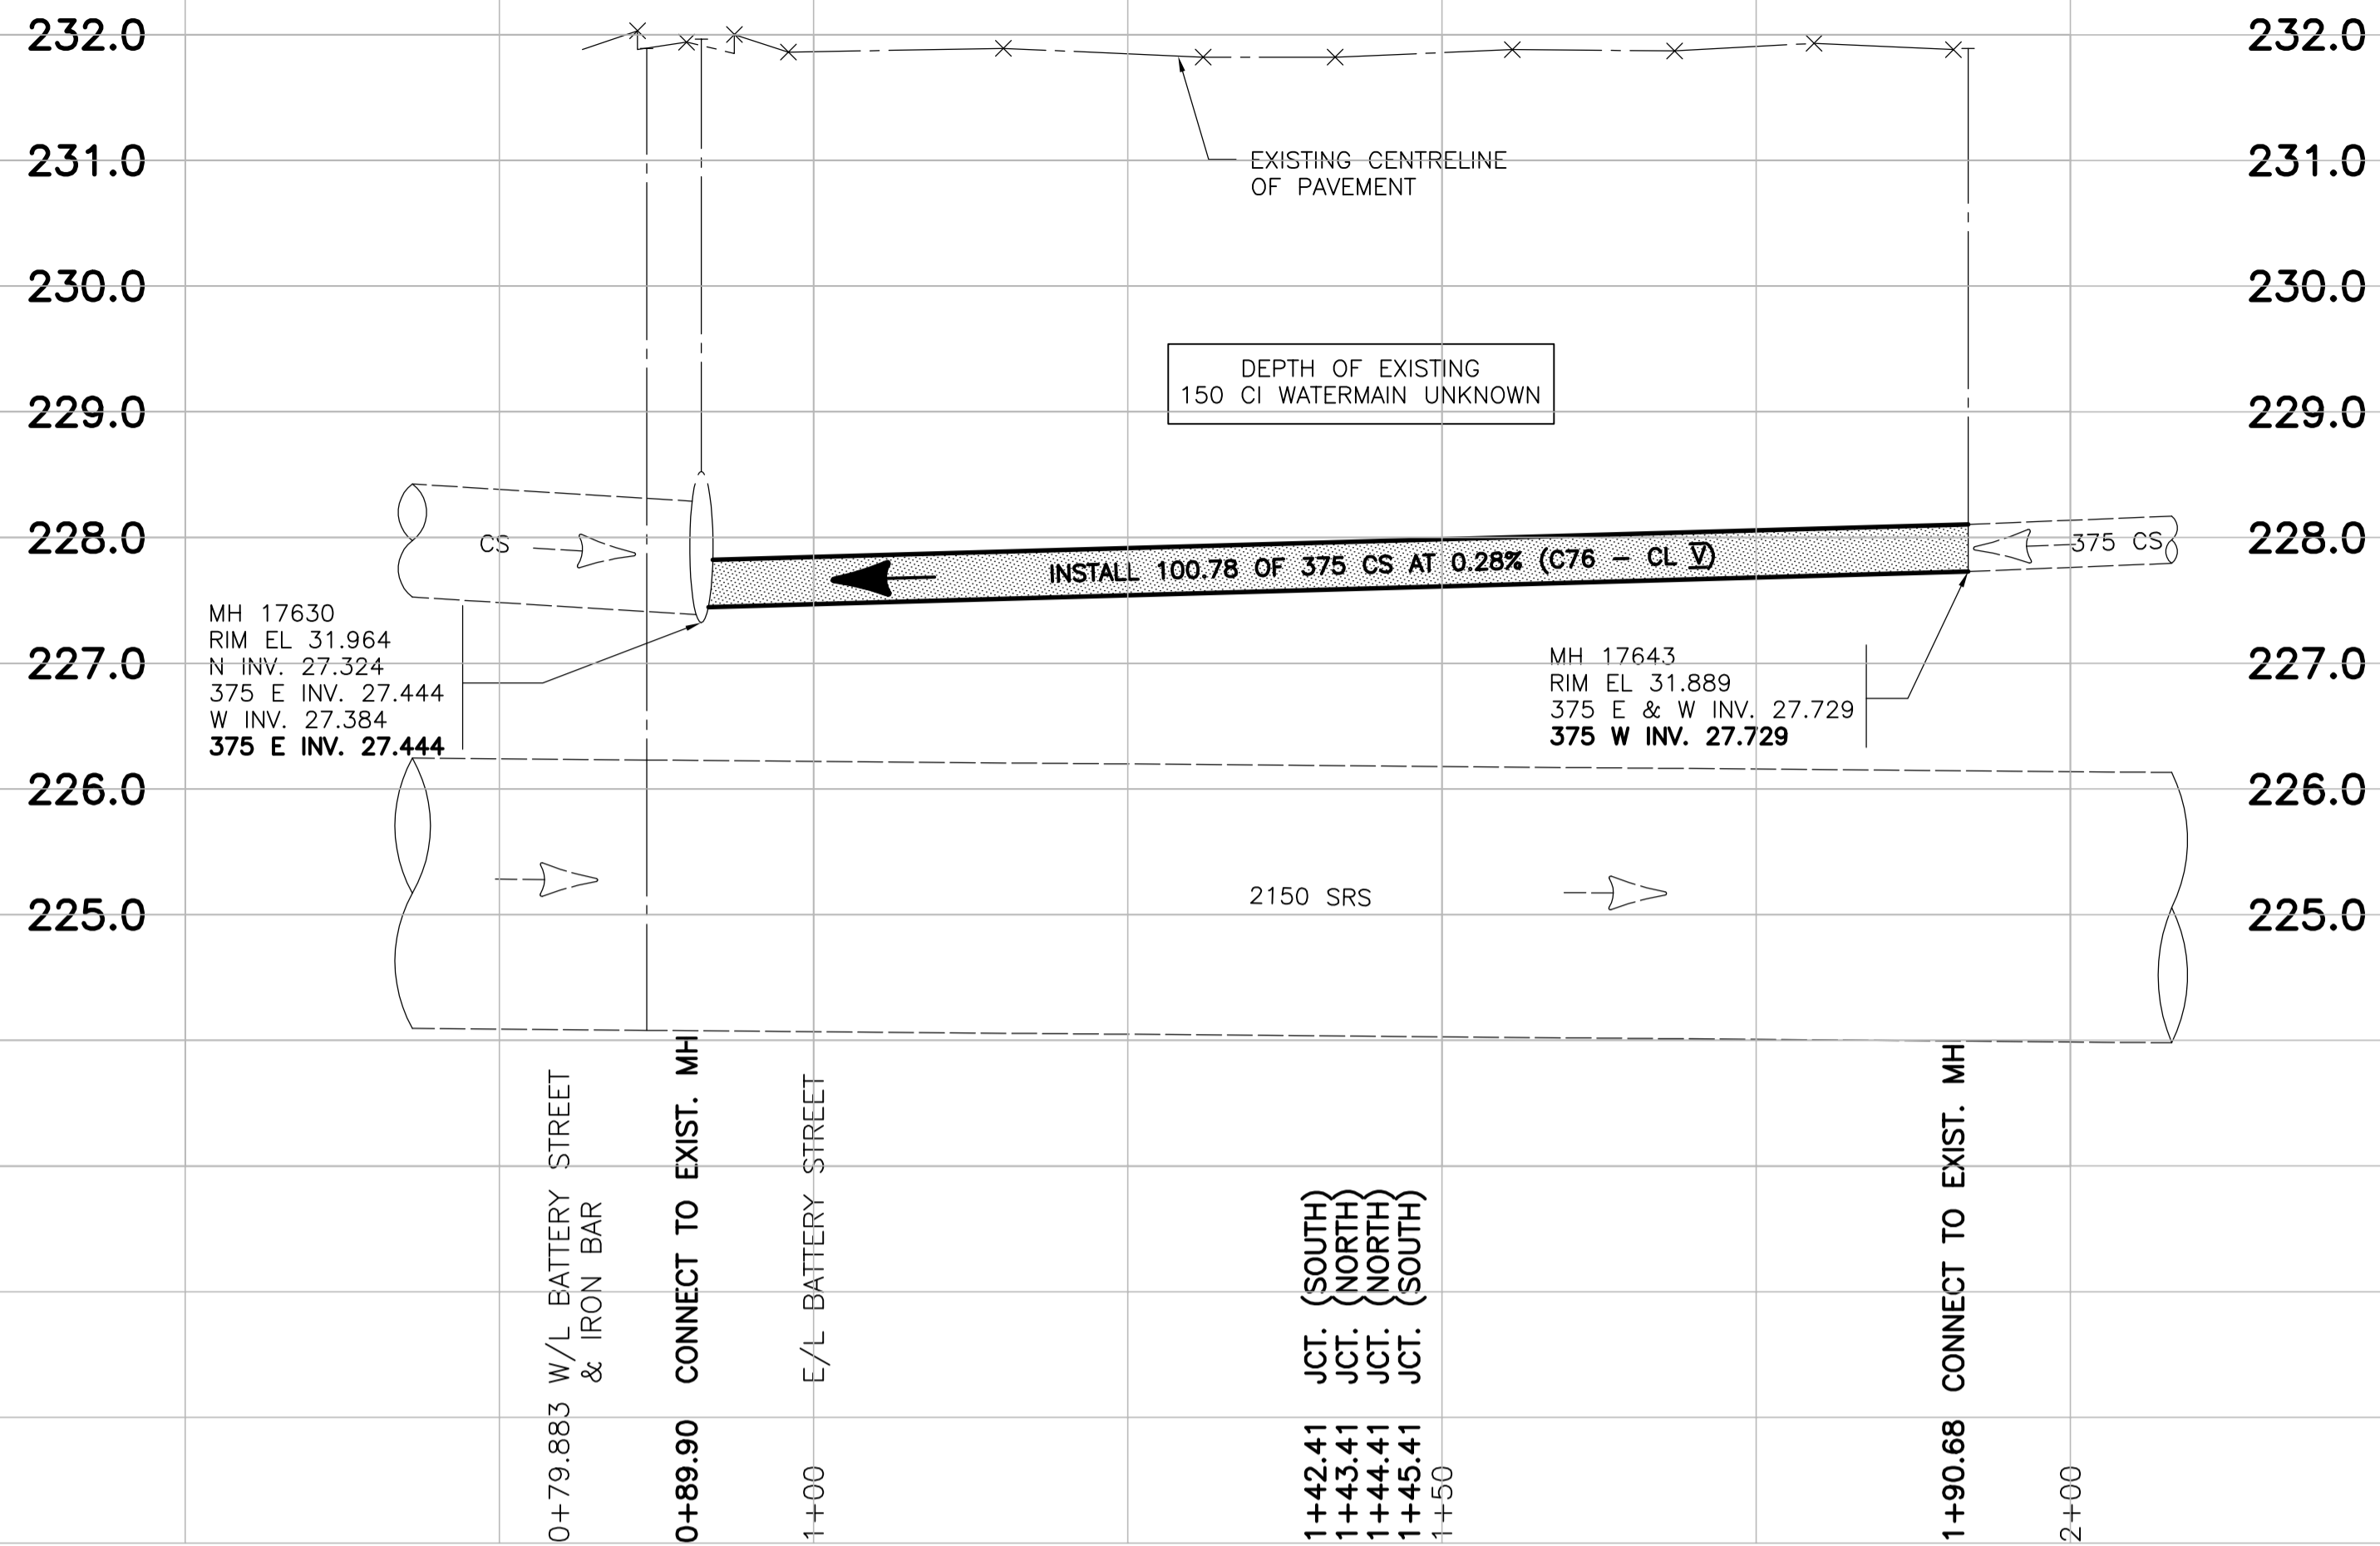 232.0
232.0
231.0
231.0
EXISTING CENTRELINE
OF PAVEMENT
230.0
230.0
DEPTH OF EXISTING
150 CI WATERMAIN UNKNOWN
229.0
229.0
228.0
228.0
CS
375 CS
INSTALL 100.78 OF 375 CS AT 0.28% (C76 - CL V)
MH 17630
RIM EL 31.964
N INV. 27.324
375 E INV. 27.444
W INV. 27.384
375 E INV. 27.444
227.0
227.0
MH 17643
RIM EL 31.889
375 E & W INV. 27.729
375 W INV. 27.729
226.0
226.0
2150 SRS
225.0
225.0
0+79.883 W/L BATTERY STREET
& IRON BAR
0+89.90 CONNECT TO EXIST. MH
E/L BATTERY STREET
1+00
1+42.41 JCT. (SOUTH)
1+43.41 JCT. (NORTH)
1+44.41 JCT. (NORTH)
1+45.41 JCT. (SOUTH)
1+50
1+90.68 CONNECT TO EXIST. MH
2+00